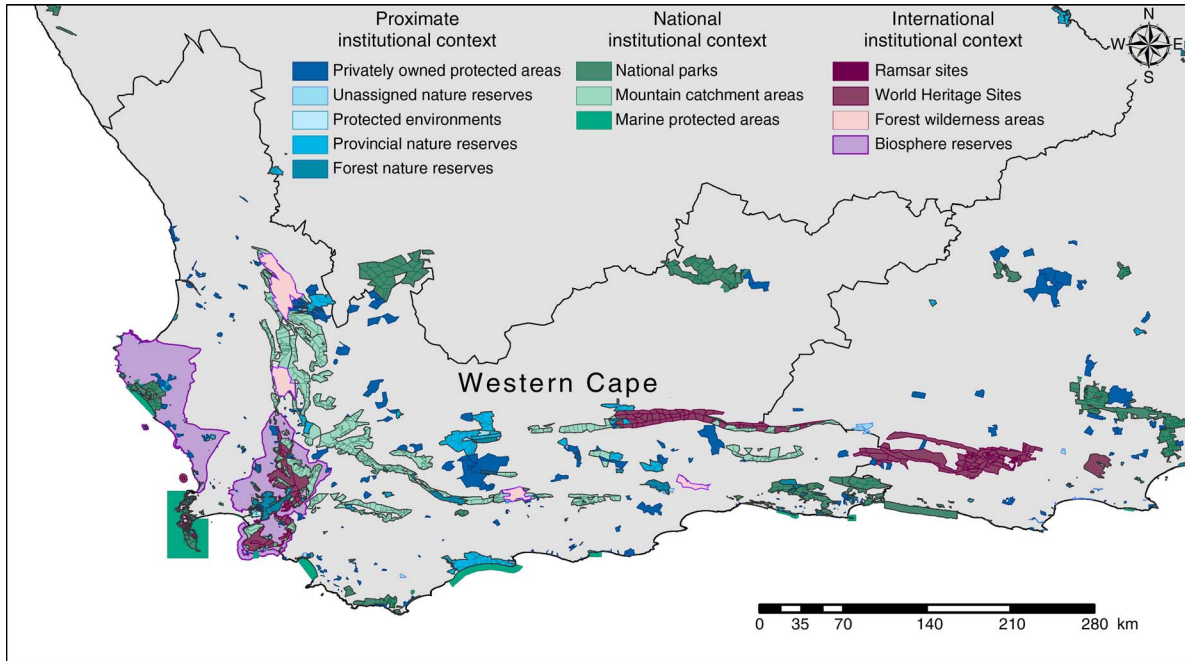 Proximate
institutional context
Privately owned protected areas
Unassigned nature reserves
Protected environments
Provincial nature reserves
Forest nature reserves
National
institutional context
National parks
Mountain catchment areas
Marine protected areas
International
institutional context
Ramsar sites
World Heritage Sites
Forest wilderness areas
Biosphere reserves
N
W E
S
Western Cape
0 35 70 140 210 280 km